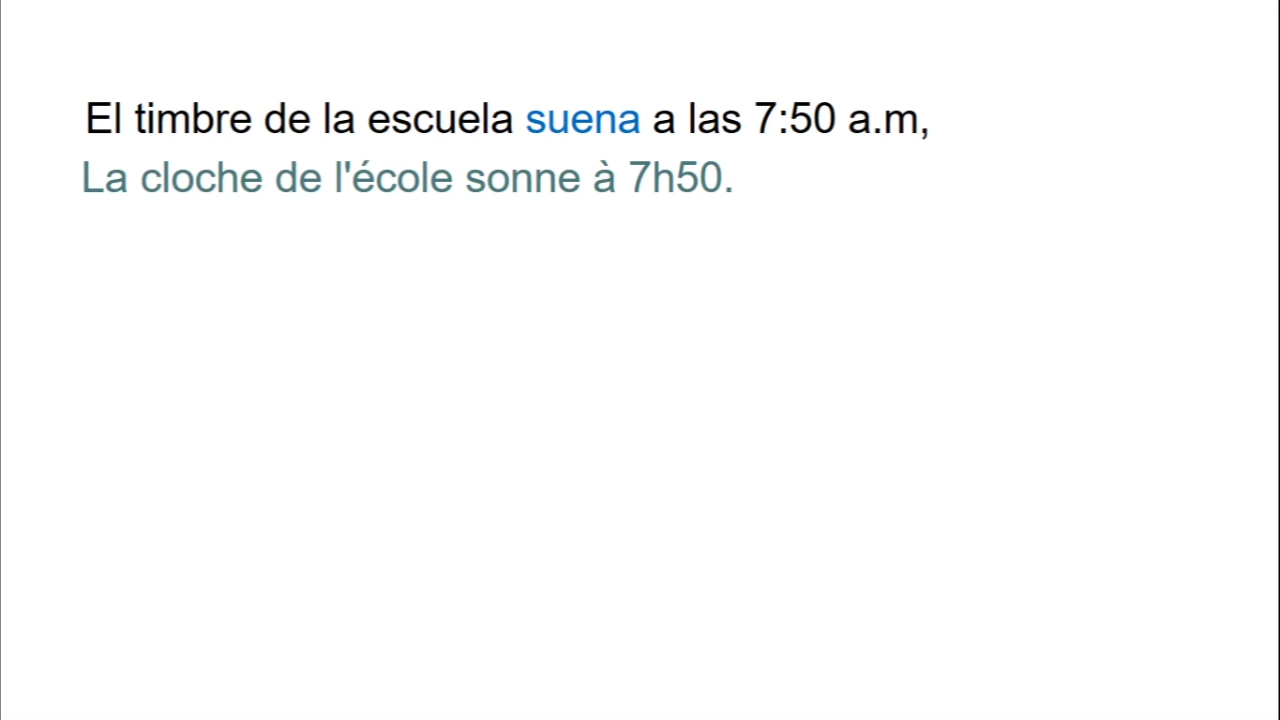 El timbre de la escuela suena a las 7:50 a.m,
La cloche de l'école sonne à 7h50.